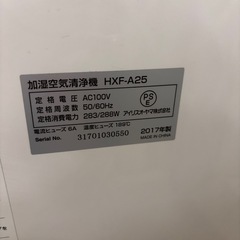 加湿空気清浄機 HXF-A25
定格電圧 AC100V
定格周波数 50/60Hz
定格消費電力 283/288W
PS
E
アイリスオーヤマ株式会社
電流ヒューズ 6A 温度ヒューズ 169℃
Serial No. 31701030550
2017年製
MADE IN CHINA